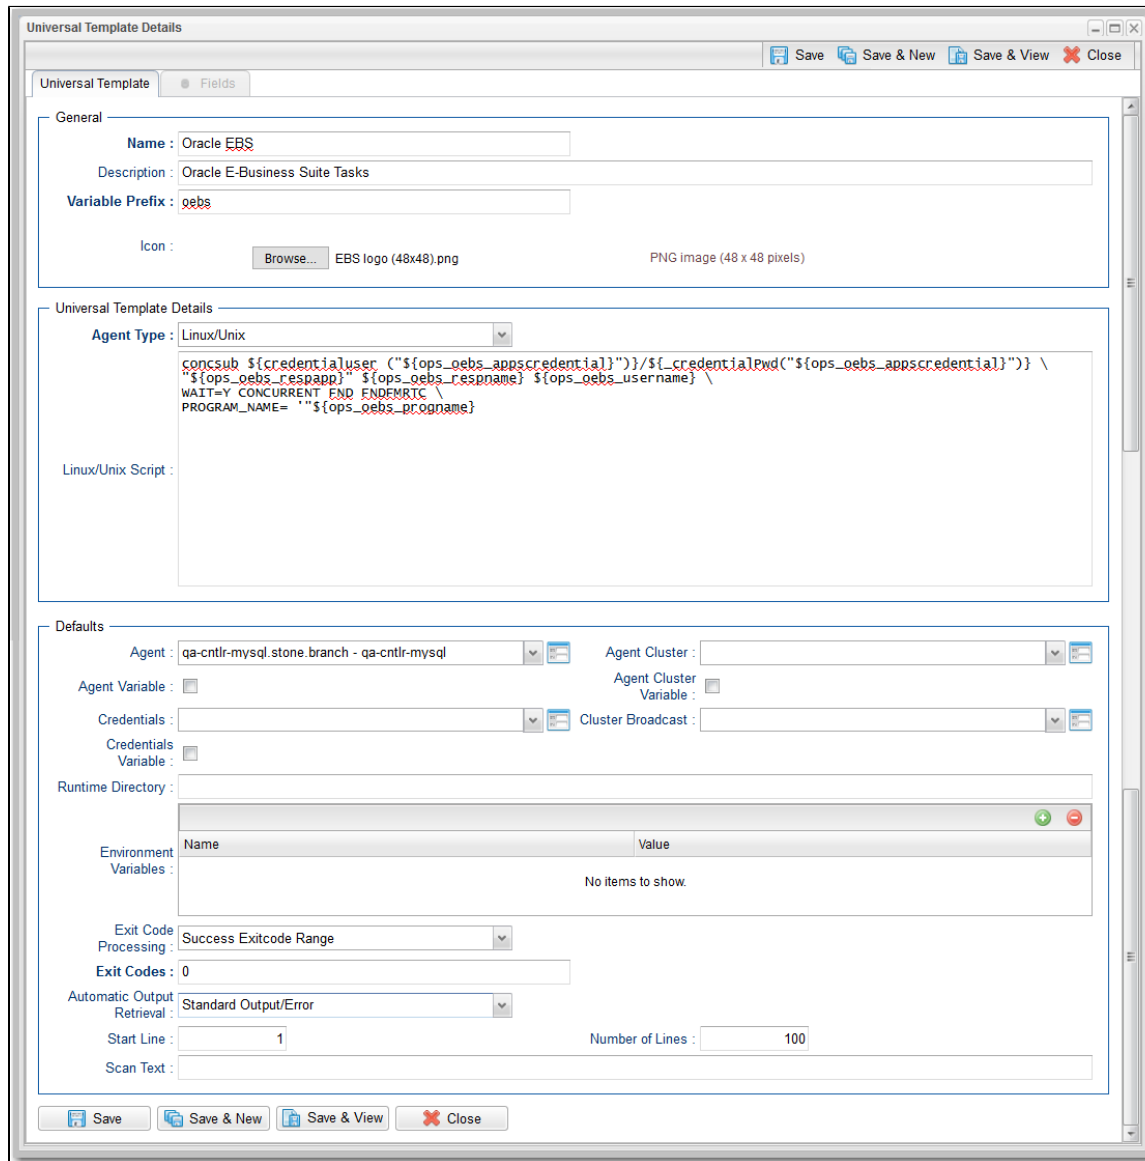 Universal Template Details
Save Save & New Save & View Close
Universal Template Fields
General
Name : Oracle EBS
Description : Oracle E-Business Suite Tasks
Variable Prefix : oebs
Icon : Browse... EBS logo (48x48).png PNG image (48 x 48 pixels)
Universal Template Details
Agent Type : Linux/Unix
concsub ${credentialuser ("${ops_oebs_appscredential}")}/${_credentialPwd("${ops_oebs_appscredential}")} \
"${ops_oebs_respapp}" ${ops_oebs_respname} ${ops_oebs_username} \
WAIT=Y CONCURRENT FND FNDFMRTC \
PROGRAM_NAME= '"${ops_oebs_progname}
Linux/Unix Script :
Defaults
Agent : qa-cntlr-mysql.stone.branch - qa-cntlr-mysql Agent Cluster :
Agent Variable : Agent Cluster
Variable :
Credentials : Cluster Broadcast :
Credentials
Variable :
Runtime Directory :
Name Value
Environment
Variables :
No items to show.
Exit Code
Processing : Success Exitcode Range
Exit Codes : 0
Automatic Output
Retrieval : Standard Output/Error
Start Line : 1 Number of Lines : 100
Scan Text :
Save Save & New Save & View Close